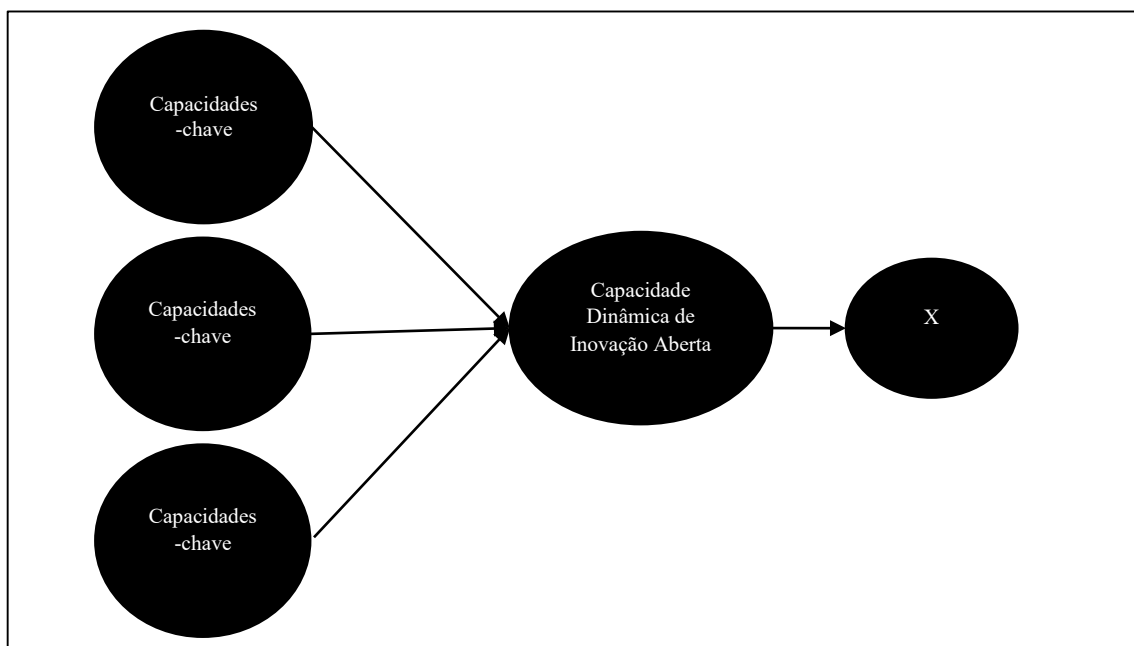 Capacidades
-chave
Capacidades
-chave
Capacidades
-chave
Capacidade
Dinâmica de
Inovação Aberta
X